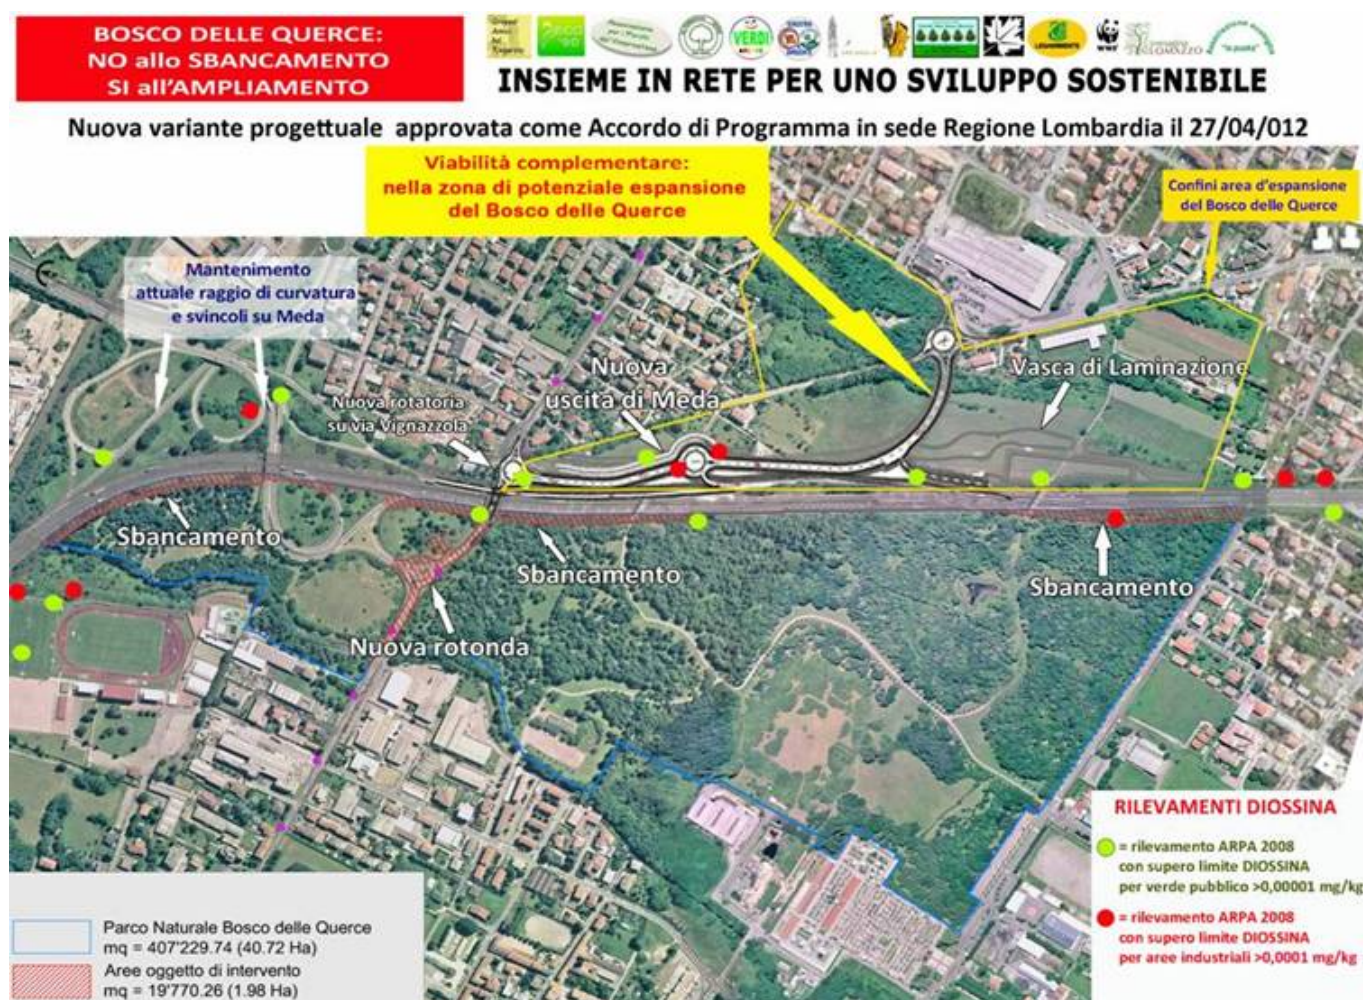 BOSCO DELLE QUERCE:
NO allo SBANCAMENTO
SI all'AMPLIAMENTO
VERDI
LEGAMBIENTE
WWF
INSIEME IN RETE PER UNO SVILUPPO SOSTENIBILE
Nuova variante progettuale approvata come Accordo di Programma in sede Regione Lombardia il 27/04/012
Viabilità complementare:
nella zona di potenziale espansione
del Bosco delle Querce
Confini area d'espansione
del Bosco delle Querce
Mantenimento
attuale raggio di curvatura
e svincoli su Meda
Nuova rotatoria
su via Vignazzola
Nuova
uscita di Meda
Vasca di Laminazione
Sbancamento
Sbancamento
Sbancamento
Nuova rotonda
RILEVAMENTI DIOSSINA
= rilevamento ARPA 2008
con supero limite DIOSSINA
per verde pubblico >0,00001 mg/kg
= rilevamento ARPA 2008
con supero limite DIOSSINA
per aree industriali >0,0001 mg/kg
Parco Naturale Bosco delle Querce
mq = 407'229.74 (40.72 Ha)
Aree oggetto di intervento
mq = 19'770.26 (1.98 Ha)